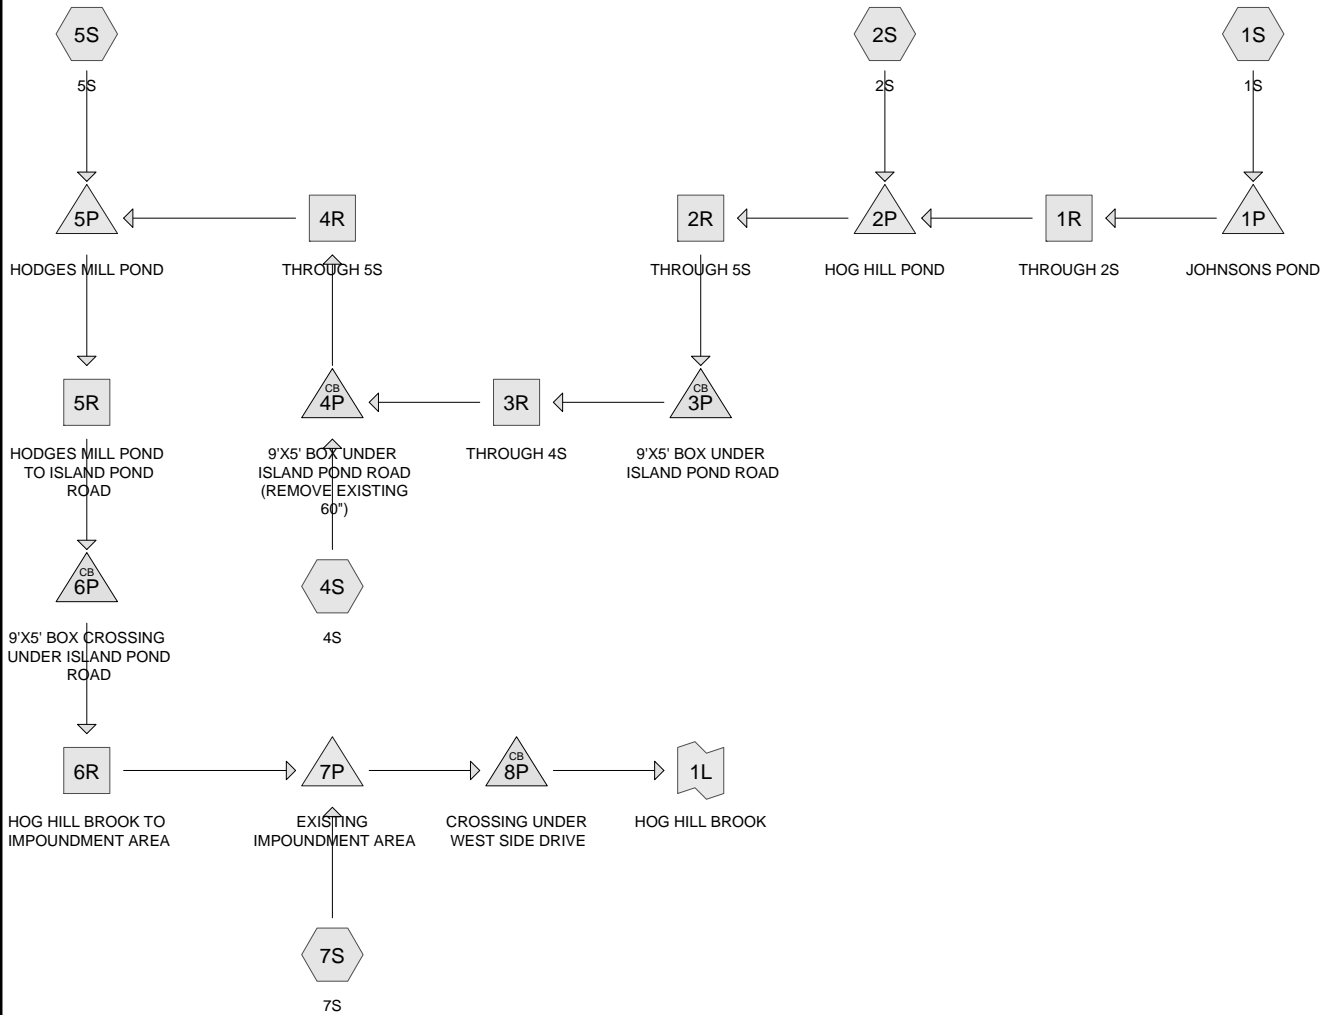 5S
2S
1S
5S
2S
1S
5P
4R
2R
2P
1R
1P
HODGES MILL POND
THROUGH 5S
THROUGH 5S
HOG HILL POND
THROUGH 2S
JOHNSONS POND
5R
CB
4P
3R
CB
3P
HODGES MILL POND
TO ISLAND POND
ROAD
9'X5' BOX UNDER
ISLAND POND ROAD
(REMOVE EXISTING
60")
THROUGH 4S
9'X5' BOX UNDER
ISLAND POND ROAD
CB
6P
4S
9'X5' BOX CROSSING
UNDER ISLAND POND
ROAD
4S
6R
7P
CB
8P
1L
HOG HILL BROOK TO
IMPOUNDMENT AREA
EXISTING
IMPOUNDMENT AREA
CROSSING UNDER
WEST SIDE DRIVE
HOG HILL BROOK
7S
7S